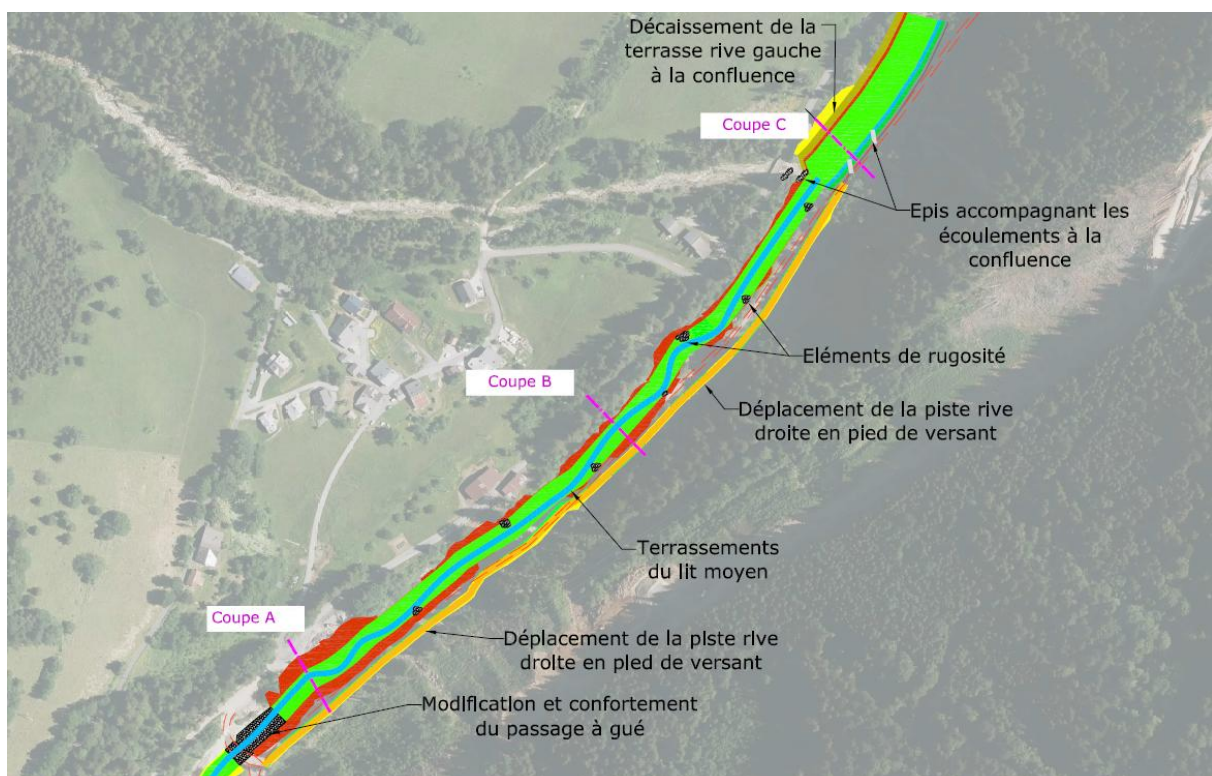 Décaissement de la
terrasse rive gauche
à la confluence
Coupe C
Epis accompagnant les
écoulements à la
confluence
Eléments de rugosité
Coupe B
Déplacement de la piste rive
droite en pied de versant
Terrassements
du lit moyen
Coupe A
Déplacement de la piste rive
droite en pied de versant
Modification et confortement
du passage à gué